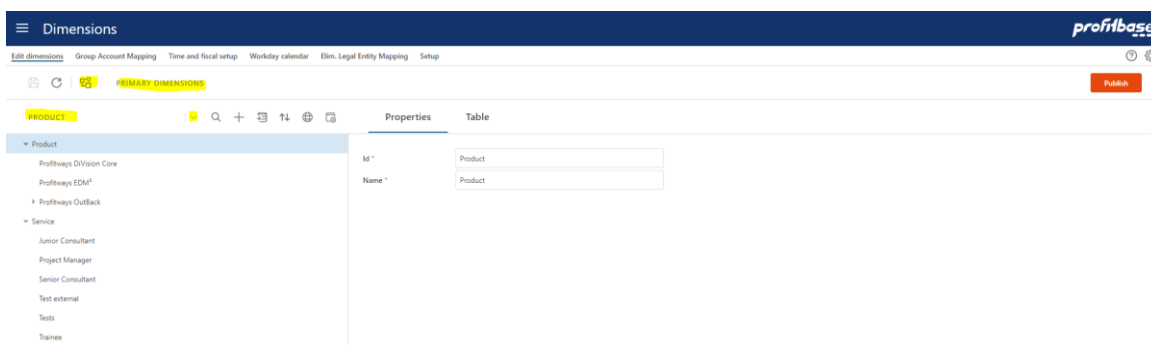 Dimensions
profitbase
Edit dimensions Group Account Mapping Time and fiscal setup Workday calendar Elim. Legal Entity Mapping Setup
PRIMARY DIMENSIONS
Publish
PRODUCT
Properties Table
Product
Id * Product
Profitways DiVision Core
Name * Product
Profitways EDM²
Profitways OutBack
Service
Junior Consultant
Project Manager
Senior Consultant
Test external
Tests
Trainee